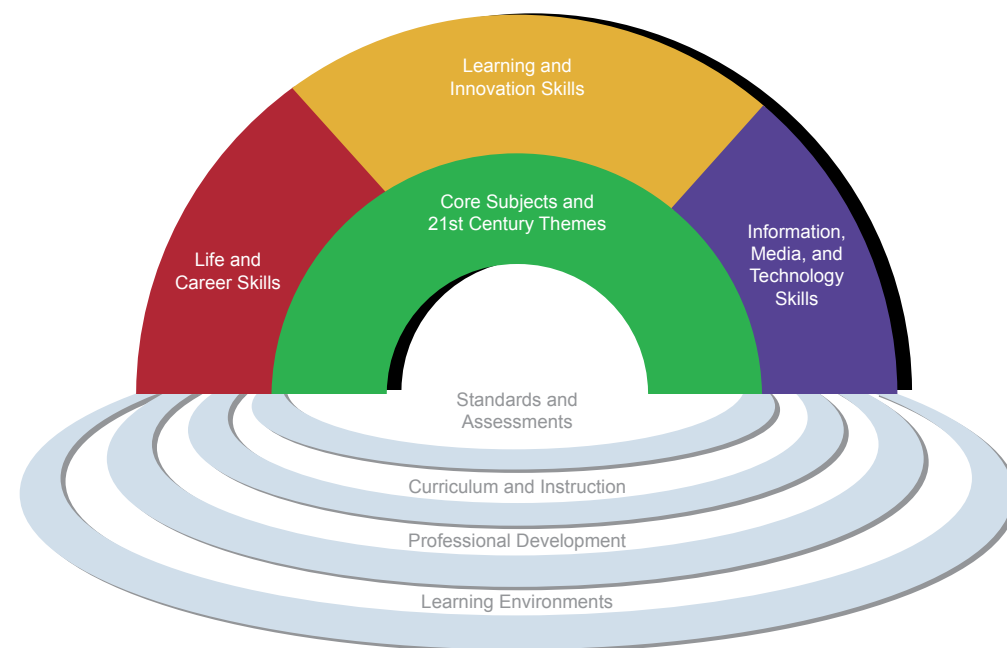 Learning and
Innovation Skills
Core Subjects and
21st Century Themes
Life and
Career Skills
Information,
Media, and
Technology
Skills
Standards and
Assessments
Curriculum and Instruction
Professional Development
Learning Environments